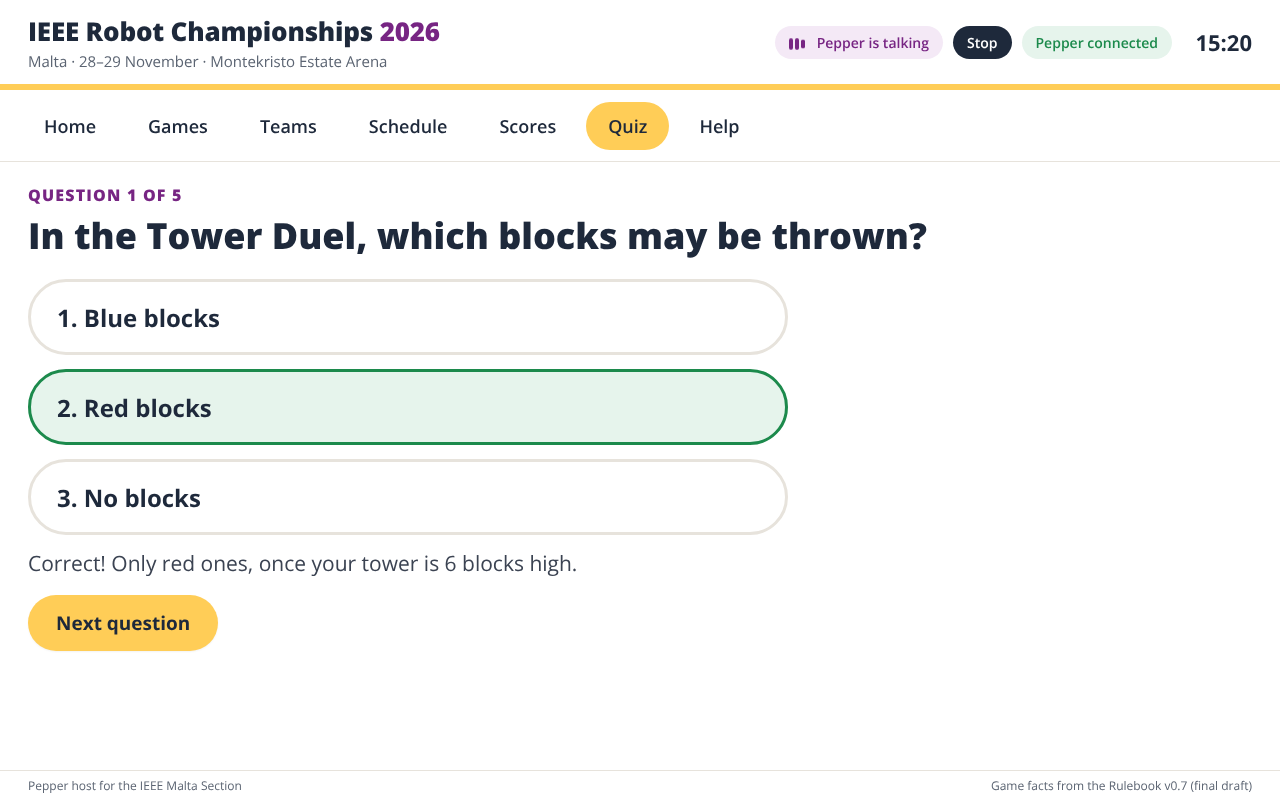 IEEE Robot Championships 2026
Malta · 28–29 November · Montekristo Estate Arena
Pepper is talking
Stop
Pepper connected
15:20
Home
Games
Teams
Schedule
Scores
Quiz
Help
QUESTION 1 OF 5
In the Tower Duel, which blocks may be thrown?
1. Blue blocks
2. Red blocks
3. No blocks
Correct! Only red ones, once your tower is 6 blocks high.
Next question
Pepper host for the IEEE Malta Section
Game facts from the Rulebook v0.7 (final draft)